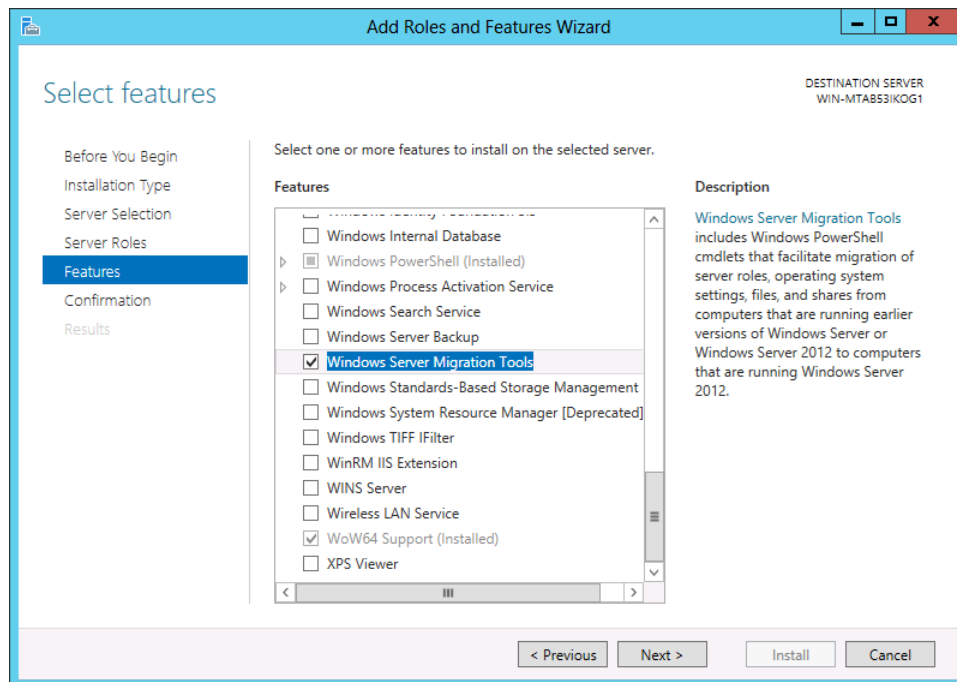 Add Roles and Features Wizard
Select features
DESTINATION SERVER
WIN-MTAB53IKOG1
Before You Begin
Installation Type
Server Selection
Server Roles
Features
Confirmation
Results
Select one or more features to install on the selected server.
Features
Windows Internal Database
Windows PowerShell (Installed)
Windows Process Activation Service
Windows Search Service
Windows Server Backup
Windows Server Migration Tools
Windows Standards-Based Storage Management
Windows System Resource Manager [Deprecated]
Windows TIFF IFilter
WinRM IIS Extension
WINS Server
Wireless LAN Service
WoW64 Support (Installed)
XPS Viewer
Description
Windows Server Migration Tools
includes Windows PowerShell
cmdlets that facilitate migration of
server roles, operating system
settings, files, and shares from
computers that are running earlier
versions of Windows Server or
Windows Server 2012 to computers
that are running Windows Server
2012.
< Previous
Next >
Install
Cancel